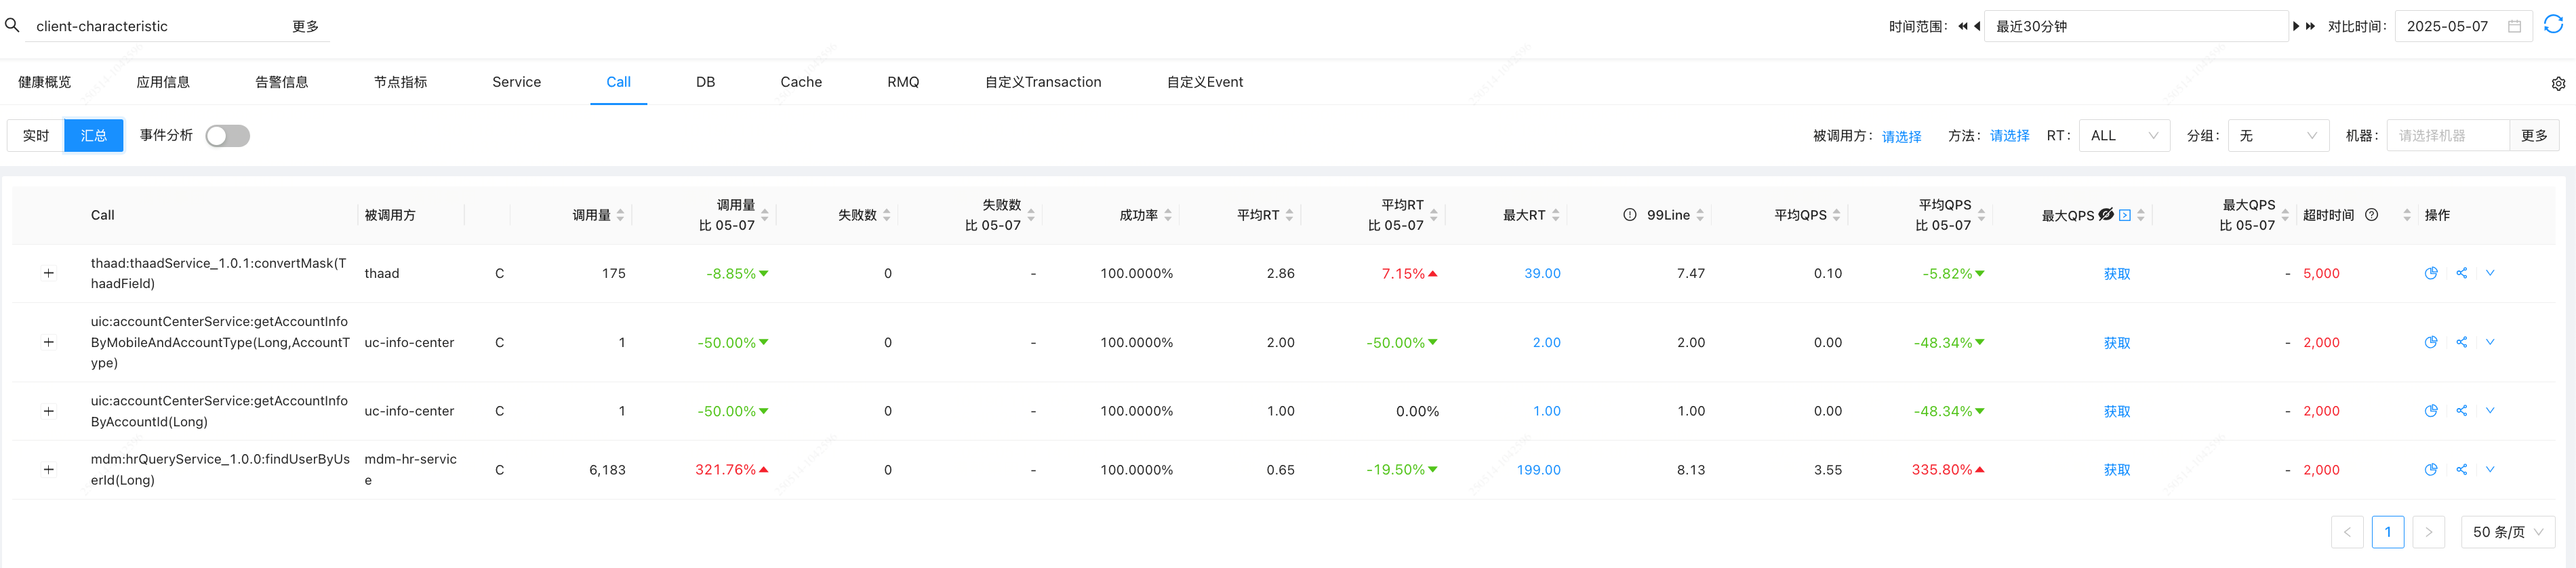 client-characteristic 更多 时间范围： 最近30分钟 对比时间： 2025-05-07
健康概览 应用信息 告警信息 节点指标 Service Call DB Cache RMQ 自定义Transaction 自定义Event
实时 汇总 事件分析 被调用方： 请选择 方法： 请选择 RT： ALL 分组： 无 机器： 请选择机器 更多
Call 被调用方 调用量 调用量 比 05-07 失败数 失败数 比 05-07 成功率 平均RT 平均RT 比 05-07 最大RT 99Line 平均QPS 平均QPS 比 05-07 最大QPS 最大QPS 比 05-07 超时时间 操作
thaad:thaadService_1.0.1:convertMask(T
haadField)
thaad C 175 -8.85% 0 - 100.0000% 2.86 7.15% 39.00 7.47 0.10 -5.82% 获取 - 5,000
uic:accountCenterService:getAccountInfo
ByMobileAndAccountType(Long,AccountT
ype)
uc-info-center C 1 -50.00% 0 - 100.0000% 2.00 -50.00% 2.00 2.00 0.00 -48.34% 获取 - 2,000
uic:accountCenterService:getAccountInfo
ByAccountId(Long)
uc-info-center C 1 -50.00% 0 - 100.0000% 1.00 0.00% 1.00 1.00 0.00 -48.34% 获取 - 2,000
mdm:hrQueryService_1.0.0:findUserByUs
erId(Long)
mdm-hr-servic
e
C 6,183 321.76% 0 - 100.0000% 0.65 -19.50% 199.00 8.13 3.55 335.80% 获取 - 2,000
1 50 条/页